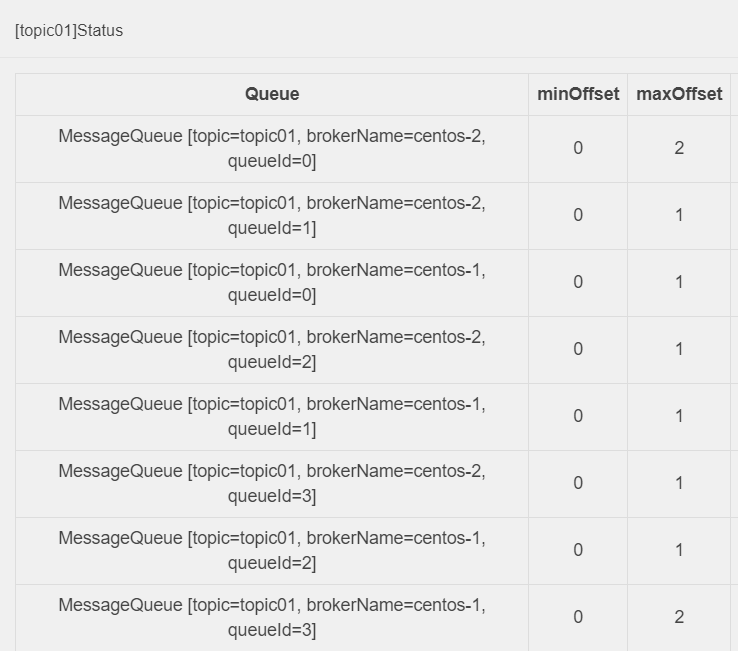 [topic01]Status
Queue minOffset maxOffset
MessageQueue [topic=topic01, brokerName=centos-2,
queueId=0] 0 2
MessageQueue [topic=topic01, brokerName=centos-2,
queueId=1] 0 1
MessageQueue [topic=topic01, brokerName=centos-1,
queueId=0] 0 1
MessageQueue [topic=topic01, brokerName=centos-2,
queueId=2] 0 1
MessageQueue [topic=topic01, brokerName=centos-1,
queueId=1] 0 1
MessageQueue [topic=topic01, brokerName=centos-2,
queueId=3] 0 1
MessageQueue [topic=topic01, brokerName=centos-1,
queueId=2] 0 1
MessageQueue [topic=topic01, brokerName=centos-1,
queueId=3] 0 2